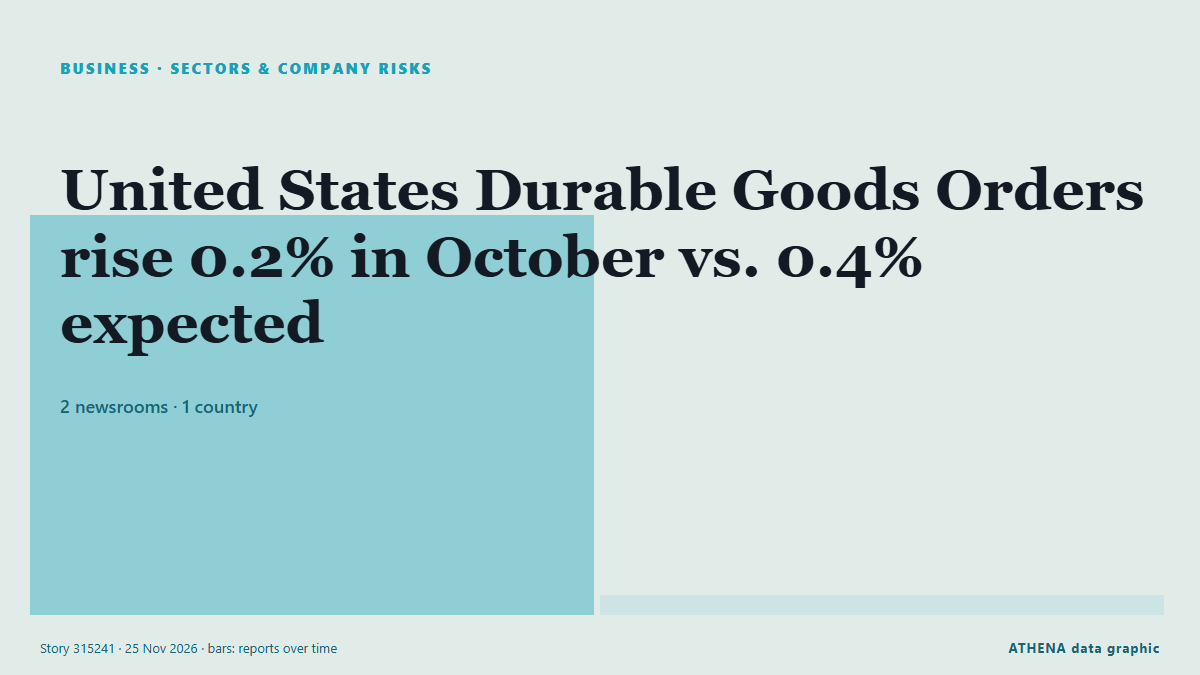 BUSINESS · SECTORS & COMPANY RISKS
United States Durable Goods Orders
rise 0.2% in October vs. 0.4%
expected
2 newsrooms · 1 country
Story 315241 · 25 Nov 2026 · bars: reports over time
ATHENA data graphic